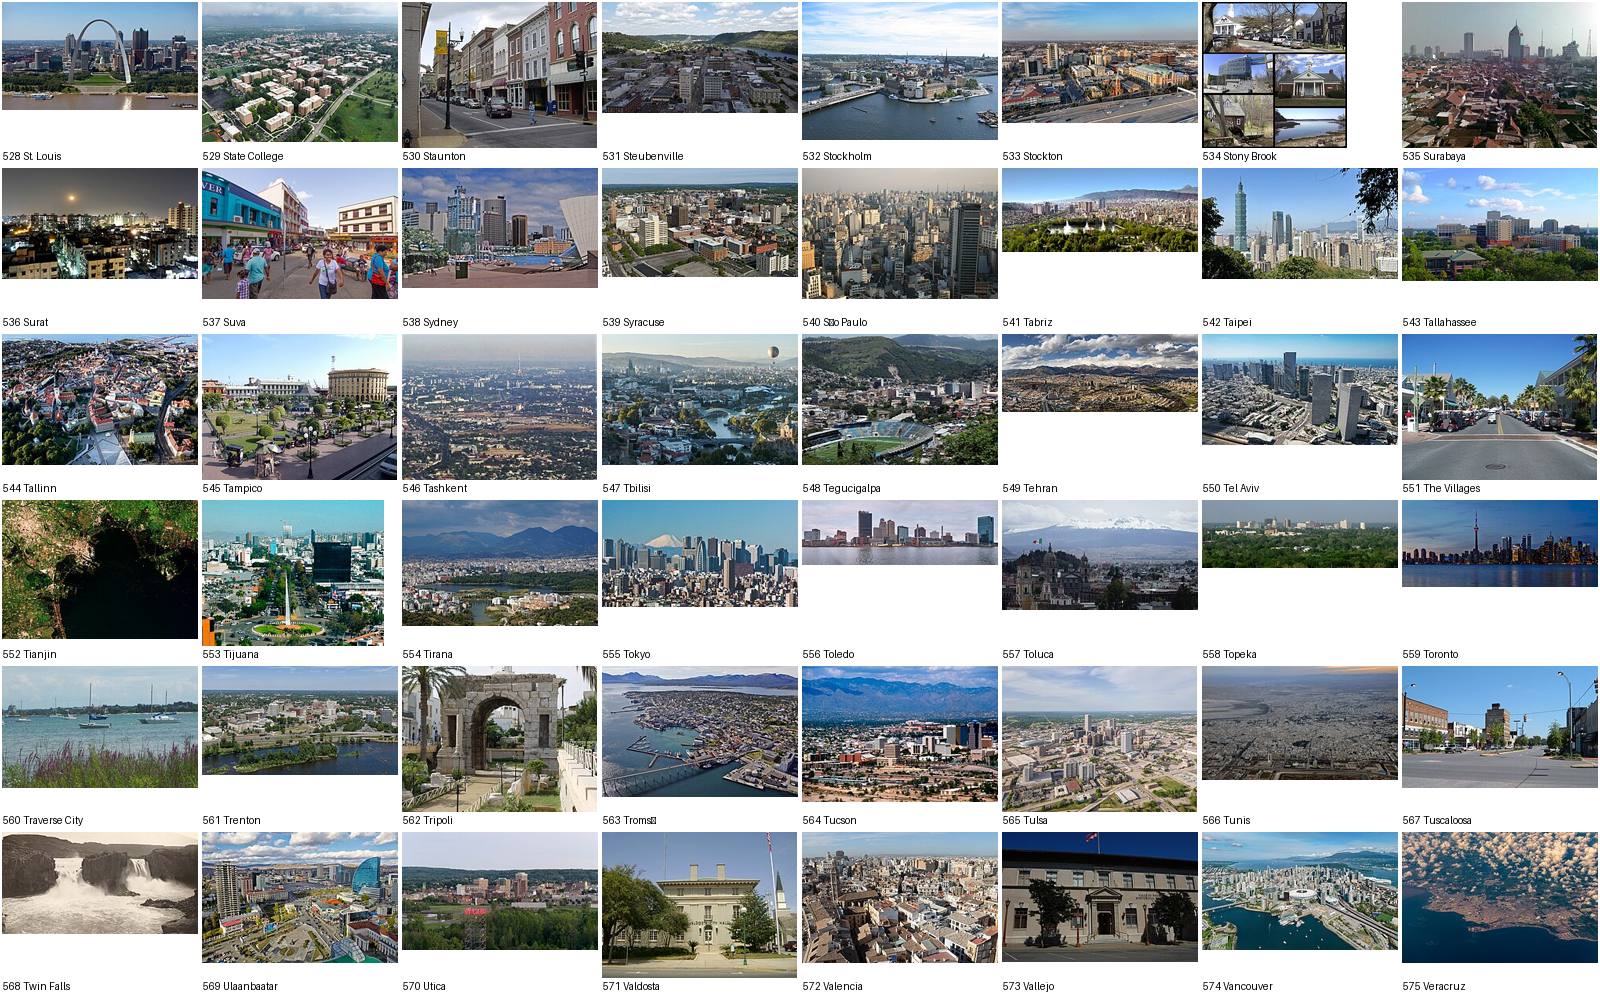 528 St. Louis
529 State College
530 Staunton
531 Steubenville
532 Stockholm
533 Stockton
534 Stony Brook
535 Surabaya
VER
536 Surat
537 Suva
538 Sydney
539 Syracuse
540 S▯o Paulo
541 Tabriz
542 Taipei
543 Tallahassee
544 Tallinn
545 Tampico
546 Tashkent
547 Tbilisi
548 Tegucigalpa
549 Tehran
550 Tel Aviv
551 The Villages
552 Tianjin
553 Tijuana
554 Tirana
555 Tokyo
556 Toledo
557 Toluca
558 Topeka
559 Toronto
560 Traverse City
561 Trenton
562 Tripoli
563 Troms▯
564 Tucson
565 Tulsa
566 Tunis
567 Tuscaloosa
568 Twin Falls
569 Ulaanbaatar
570 Utica
571 Valdosta
572 Valencia
573 Vallejo
574 Vancouver
575 Veracruz